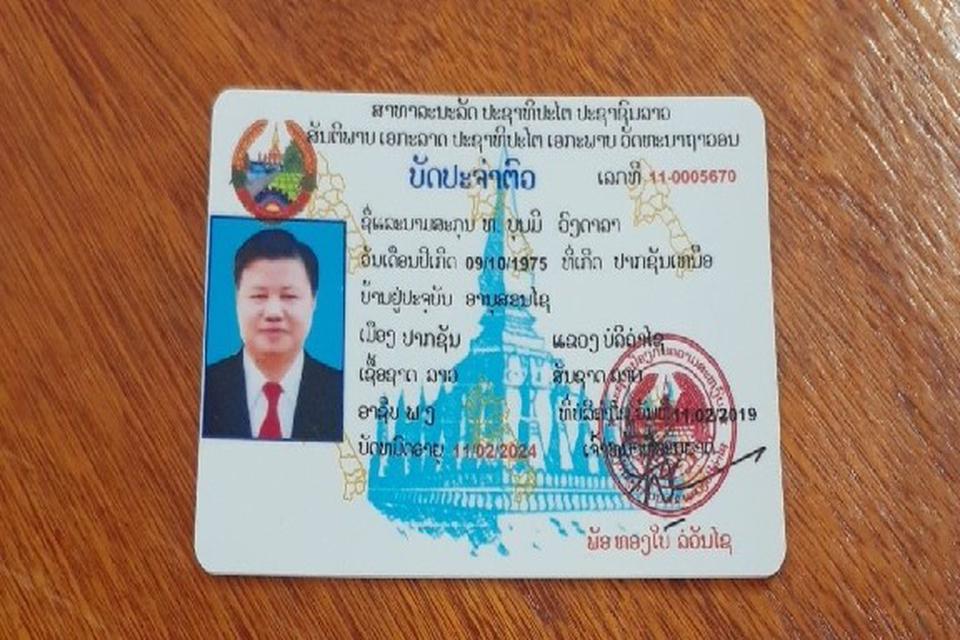 ສາທາລະນະລັດ ປະຊາທິປະໄຕ ປະຊາຊົນລາວ
ສັນຕິພາບ ເອກະລາດ ປະຊາທິປະໄຕ ເອກະພາບ ວັດທະນາຖາວອນ
ບັດປະຈຳຕົວ ເລກທີ 11-0005670
ຊື່ແລະນາມສະກຸນ ທ. ບຸນມີ ວົງດາລາ
ວັນເດືອນປີເກີດ 09/10/1975 ທີ່ເກີດ ປາກຊັນເໜືອ
ບ້ານຢູ່ປະຈຸບັນ ອານຸສອນໄຊ
ເມືອງ ປາກຊັນ ແຂວງ ບໍລິຄຳໄຊ
ເຊື້ອຊາດ ລາວ ສັນຊາດ ລາວ
ອາຊີບ ພ ງ ທີ່ບໍລິຄຳໄຊ ວັນທີ 11/02/2019
ບັດໝົດອາຍຸ 11/02/2024
ພັອ ທອງໃບ ລໍວັນໄຊ